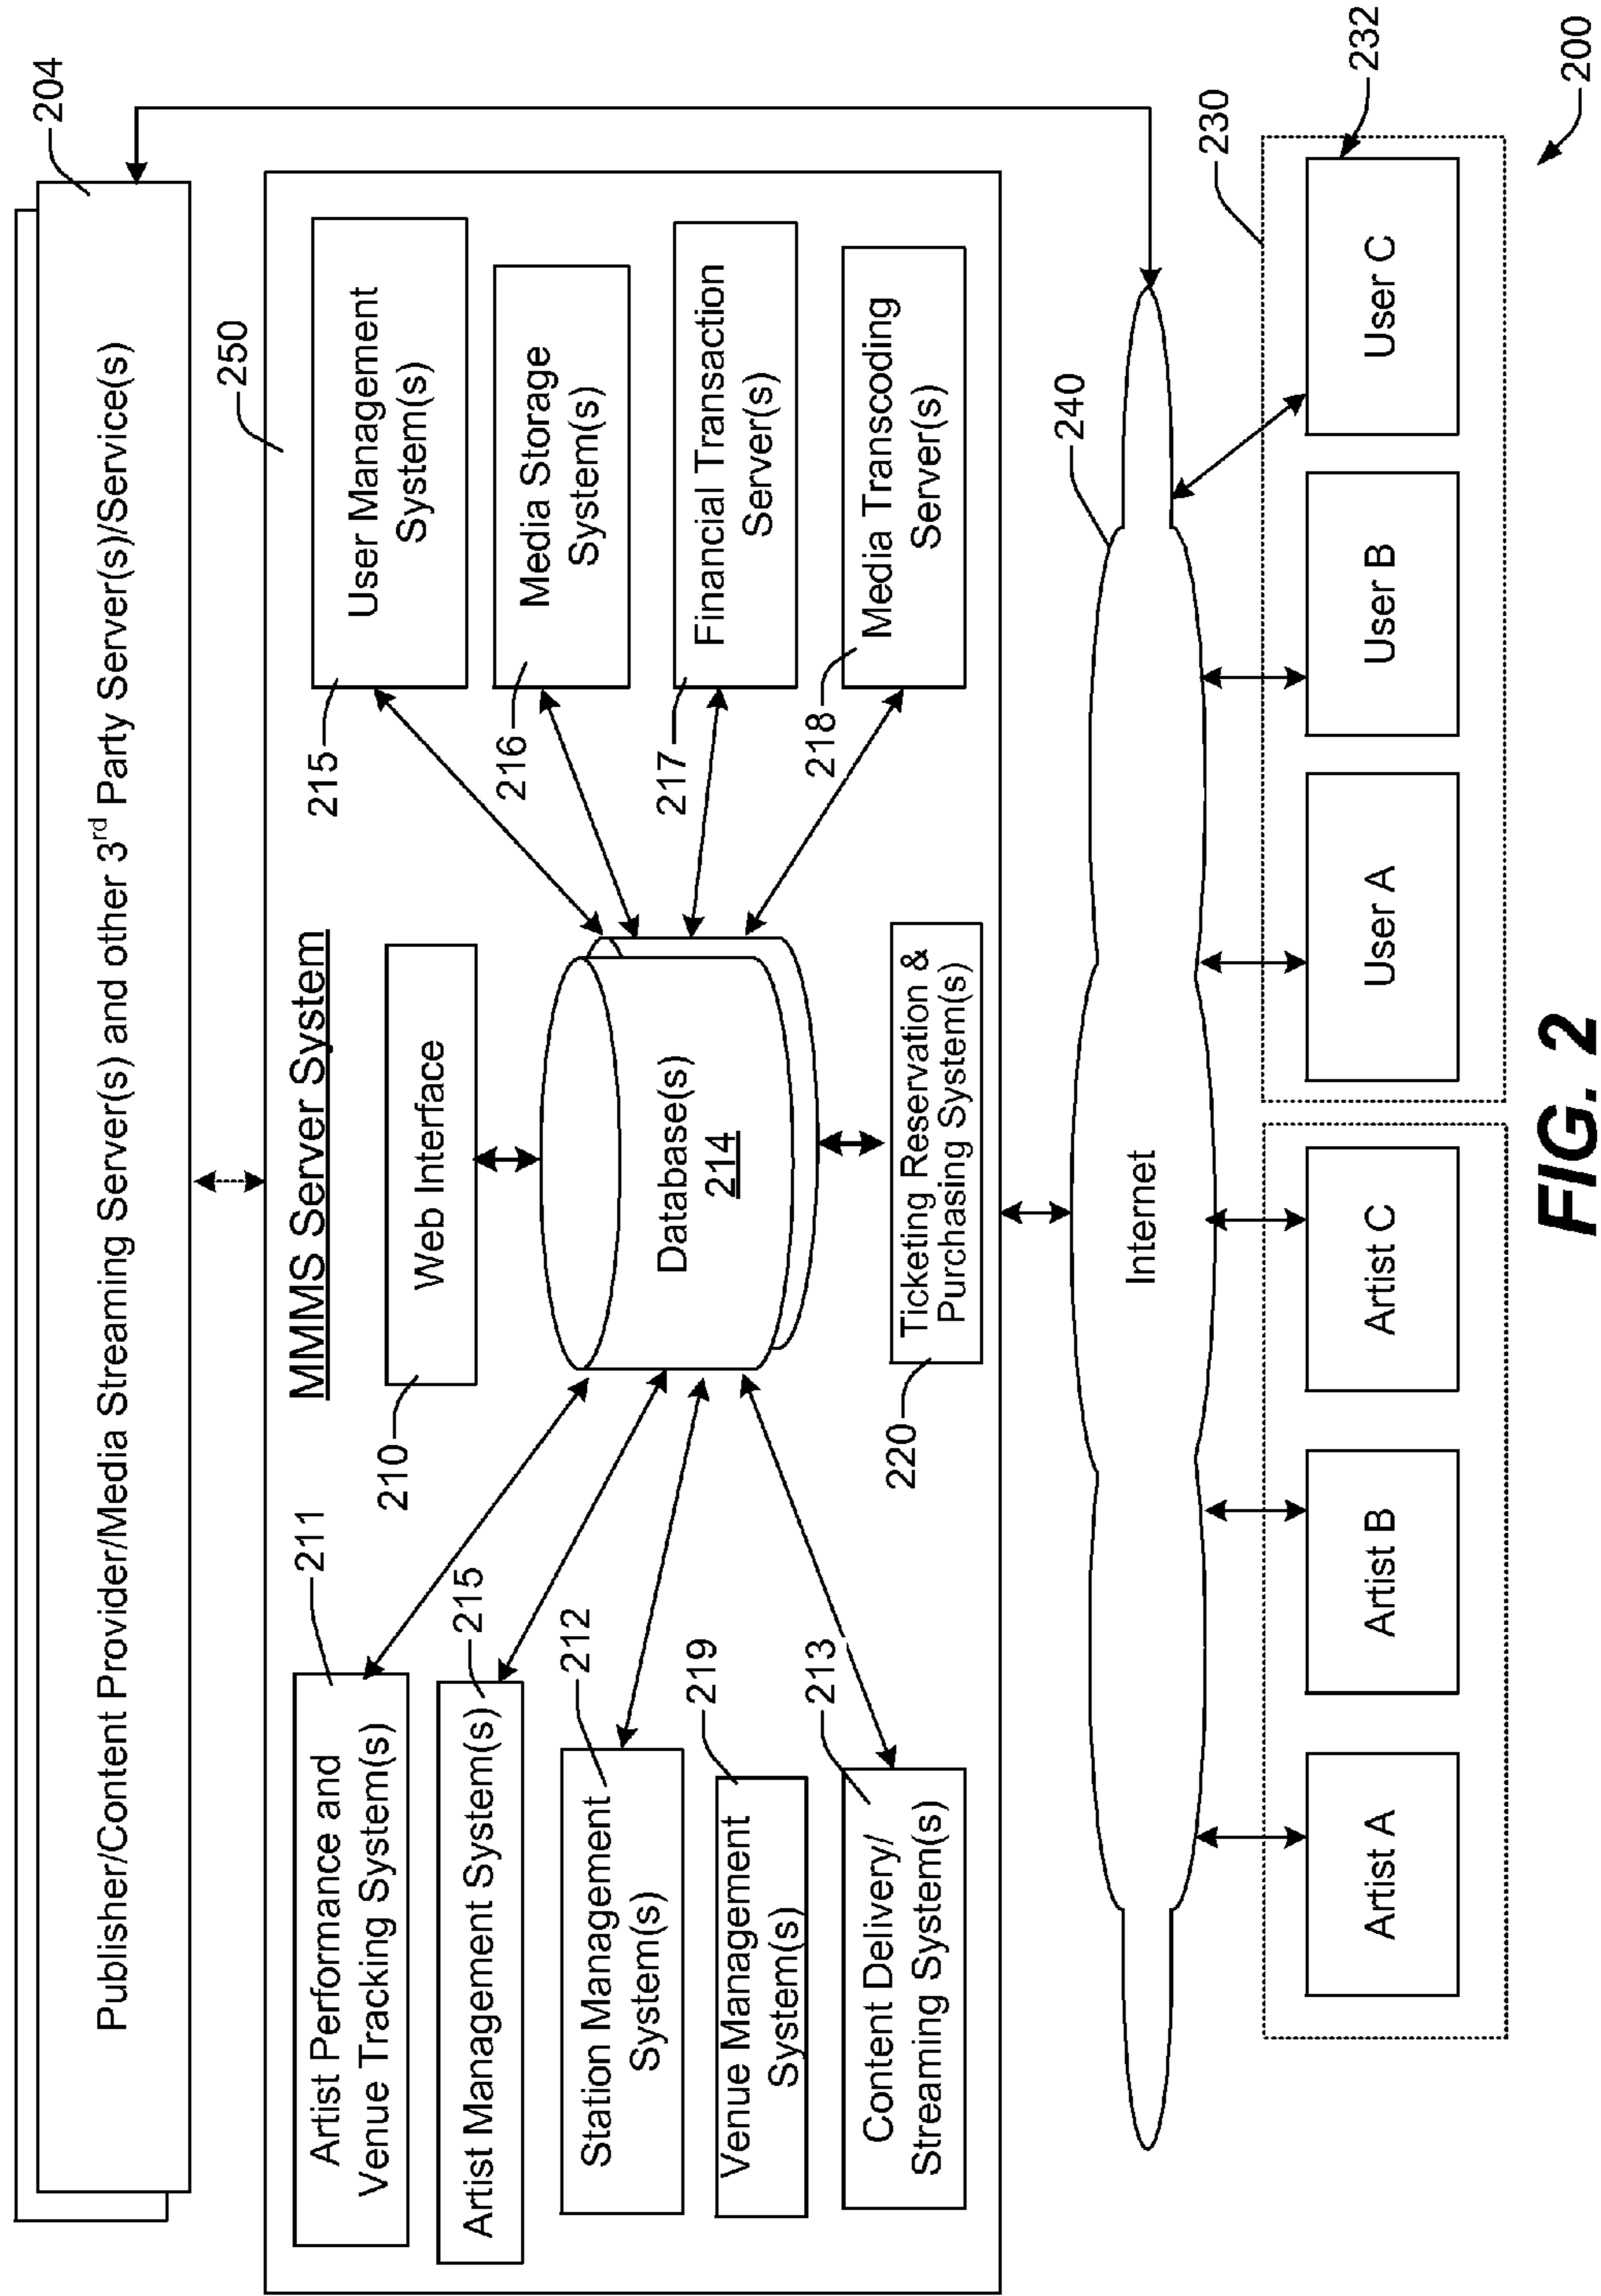 204
Publisher/Content Provider/Media Streaming Server(s) and other 3rd Party Server(s)/Service(s)
250
MMMS Server System
211
Artist Performance and
Venue Tracking System(s)
215
Artist Management System(s)
212
Station Management
System(s)
219
Venue Management
System(s)
213
Content Delivery/
Streaming System(s)
210
Web Interface
Database(s)
214
220
Ticketing Reservation &
Purchasing System(s)
215
User Management
System(s)
216
Media Storage
System(s)
217
Financial Transaction
Server(s)
218
Media Transcoding
Server(s)
240
Internet
230
232
Artist A
Artist B
Artist C
User A
User B
User C
200
FIG. 2